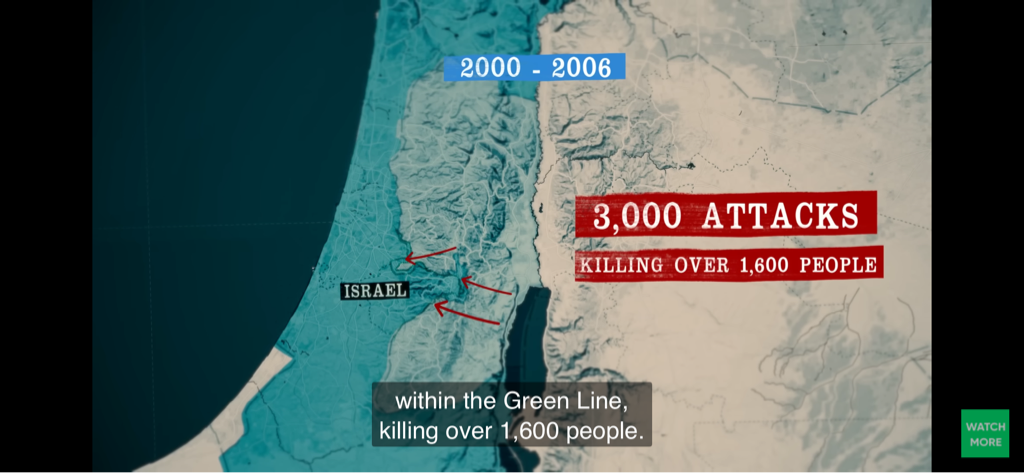 2000 - 2006
3,000 ATTACKS
KILLING OVER 1,600 PEOPLE
ISRAEL
within the Green Line,
killing over 1,600 people.
WATCH
MORE